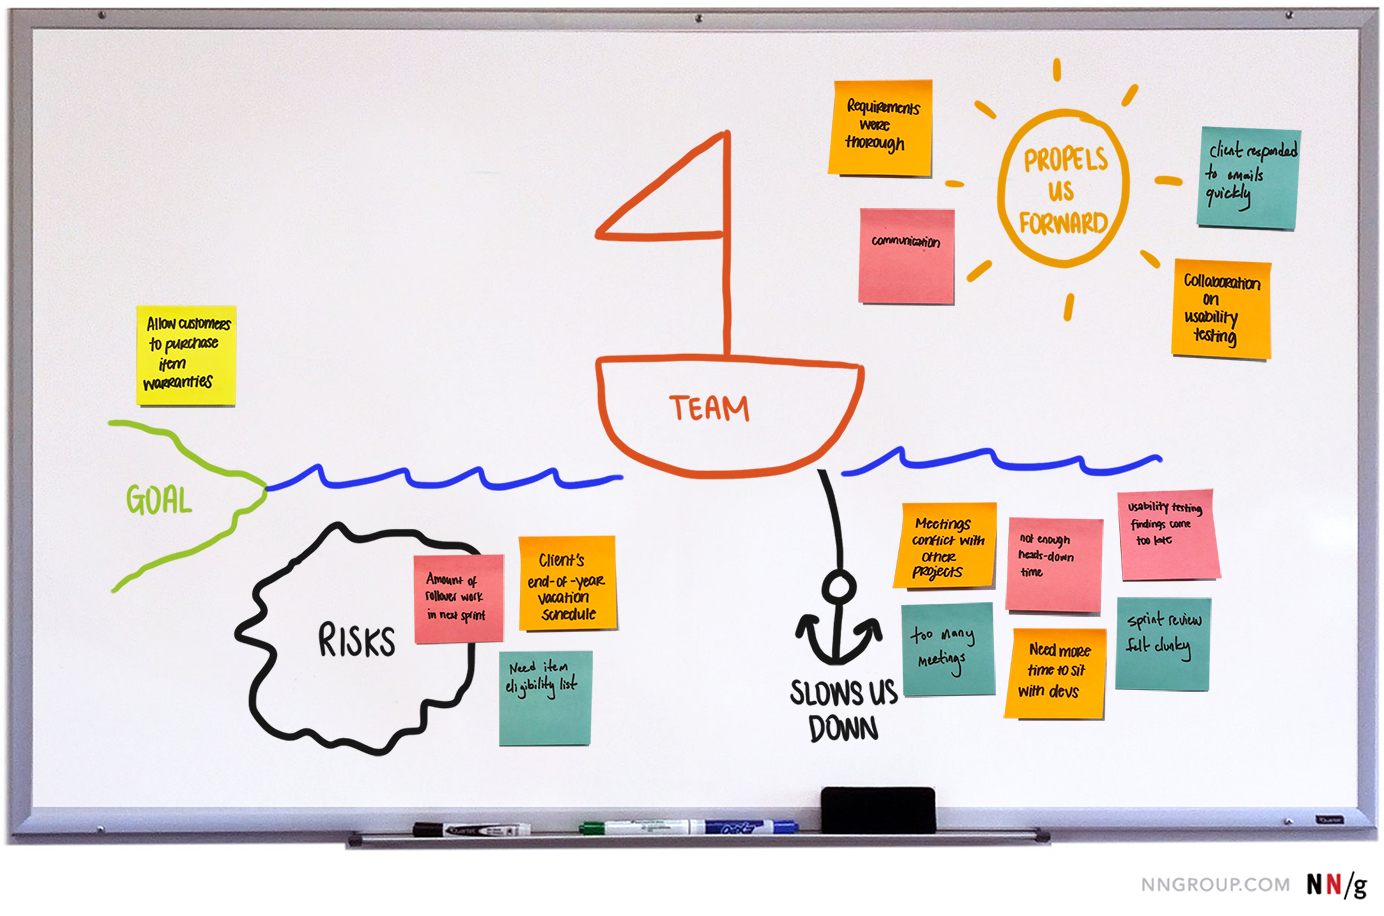 Requirements
were
thorough
PROPELS
US
FORWARD
Client responded
to emails
quickly
communication
Collaboration
on
usability
testing
Allow customers
to purchase
item
warranties
TEAM
GOAL
RISKS
Amount of
rollover work
in next sprint
Client's
end-of-year
vacation
schedule
Need item
eligibility list
SLOWS US
DOWN
Meetings
conflict with
other
projects
not enough
heads-down
time
usability testing
findings come
too late
too many
meetings
Need more
time to sit
with devs
sprint review
felt clunky
Quartet
NNGROUP.COM NN/g